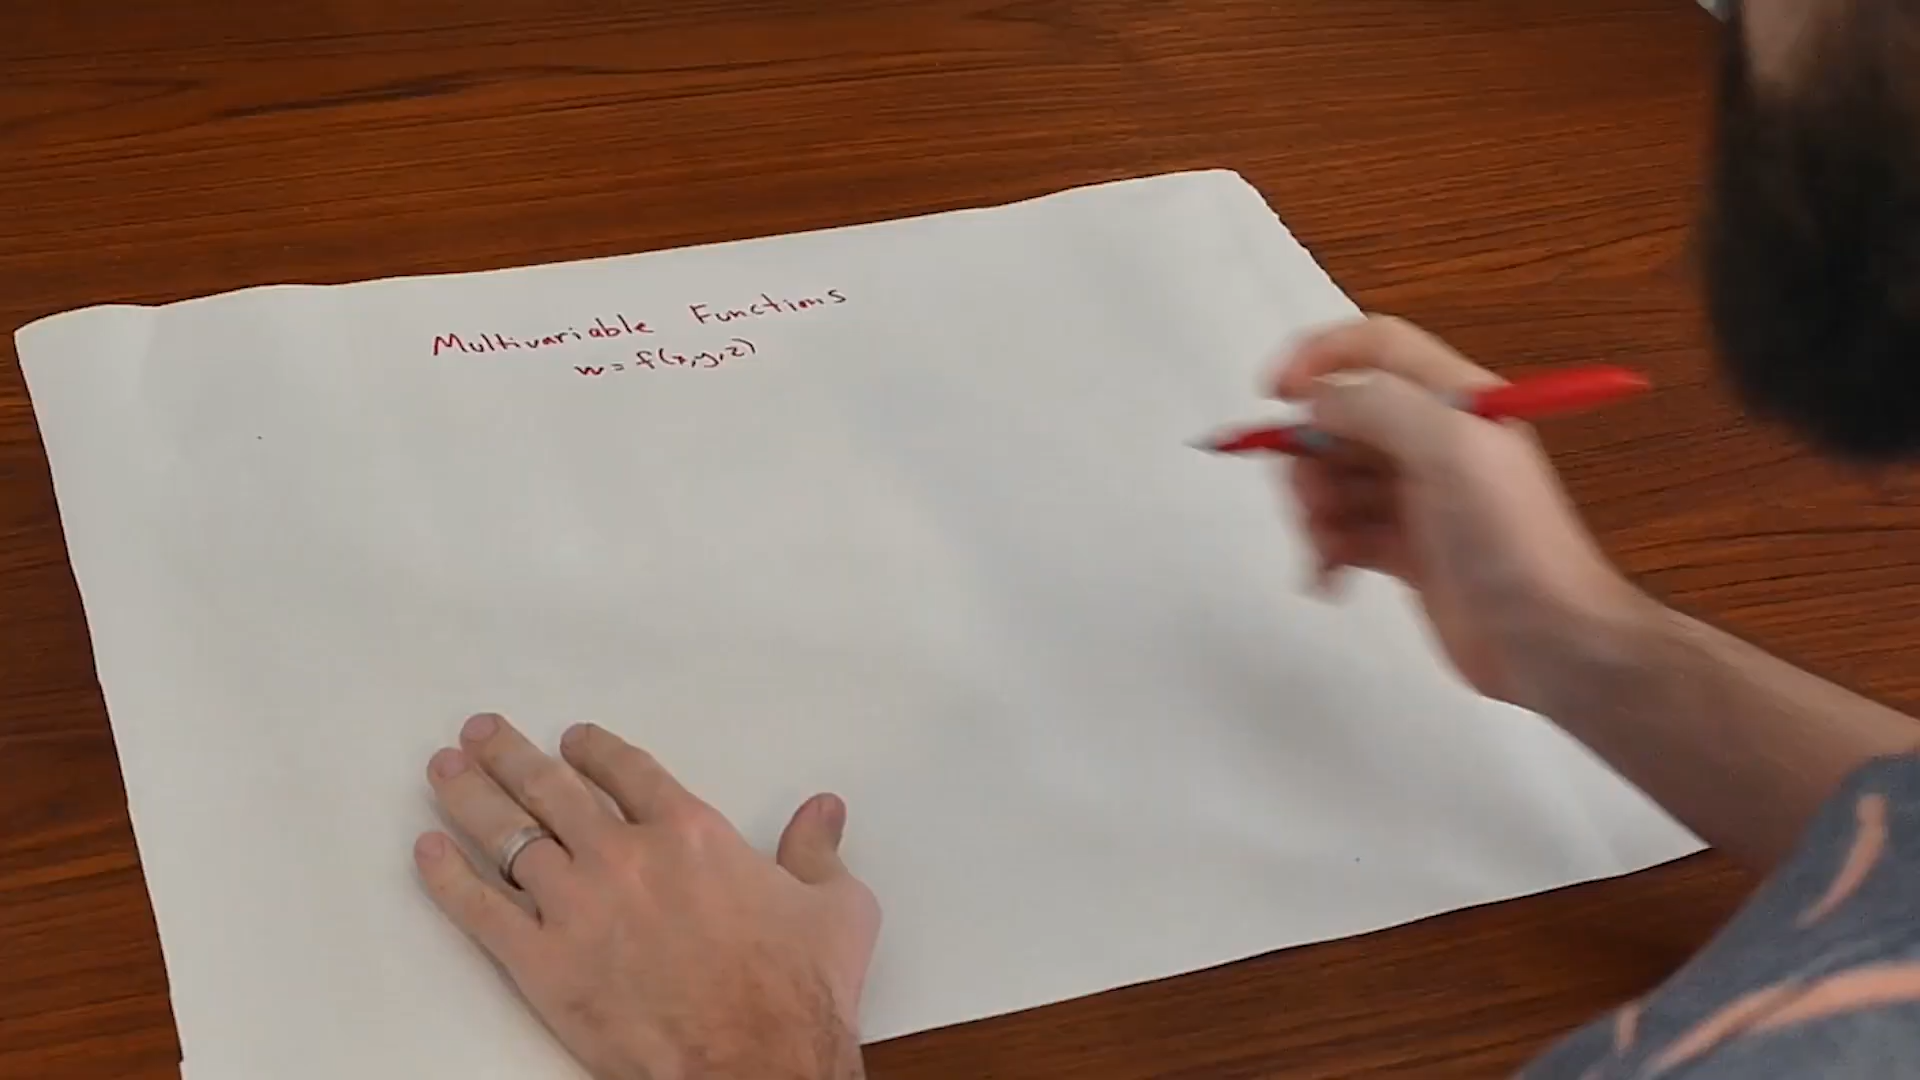 Multivariable Functions
w = f(x,y,z)